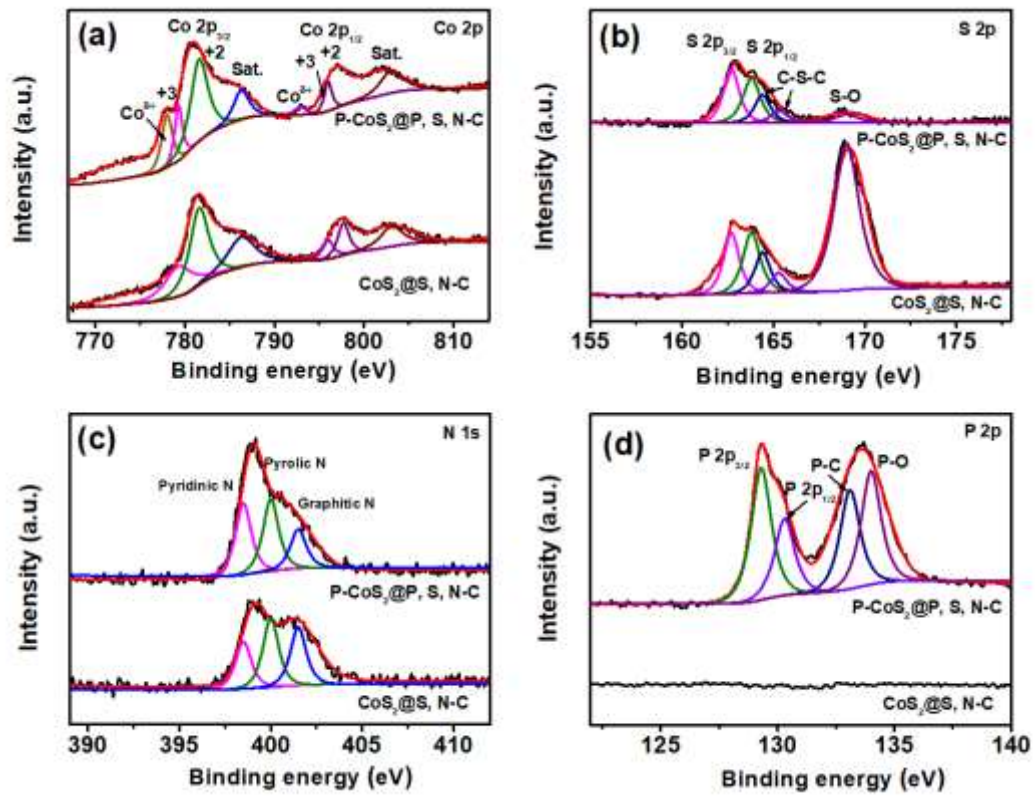 (a)
Co 2p₃/₂
Co 2p₁/₂
Co 2p
+2
+3
Sat.
Co
+3
+2
Sat.
Co
P-CoS₂@P, S, N-C
CoS₂@S, N-C
Intensity (a.u.)
770 780 790 800 810
Binding energy (eV)
(b)
S 2p
S 2p₃/₂
S 2p₁/₂
C-S-C
S-O
P-CoS₂@P, S, N-C
CoS₂@S, N-C
Intensity (a.u.)
155 160 165 170 175
Binding energy (eV)
(c)
N 1s
Pyrolic N
Pyridinic N
Graphitic N
P-CoS₂@P, S, N-C
CoS₂@S, N-C
Intensity (a.u.)
390 395 400 405 410
Binding energy (eV)
(d)
P 2p
P 2p₃/₂
P 2p₁/₂
P-C
P-O
P-CoS₂@P, S, N-C
CoS₂@S, N-C
Intensity (a.u.)
125 130 135 140
Binding energy (eV)